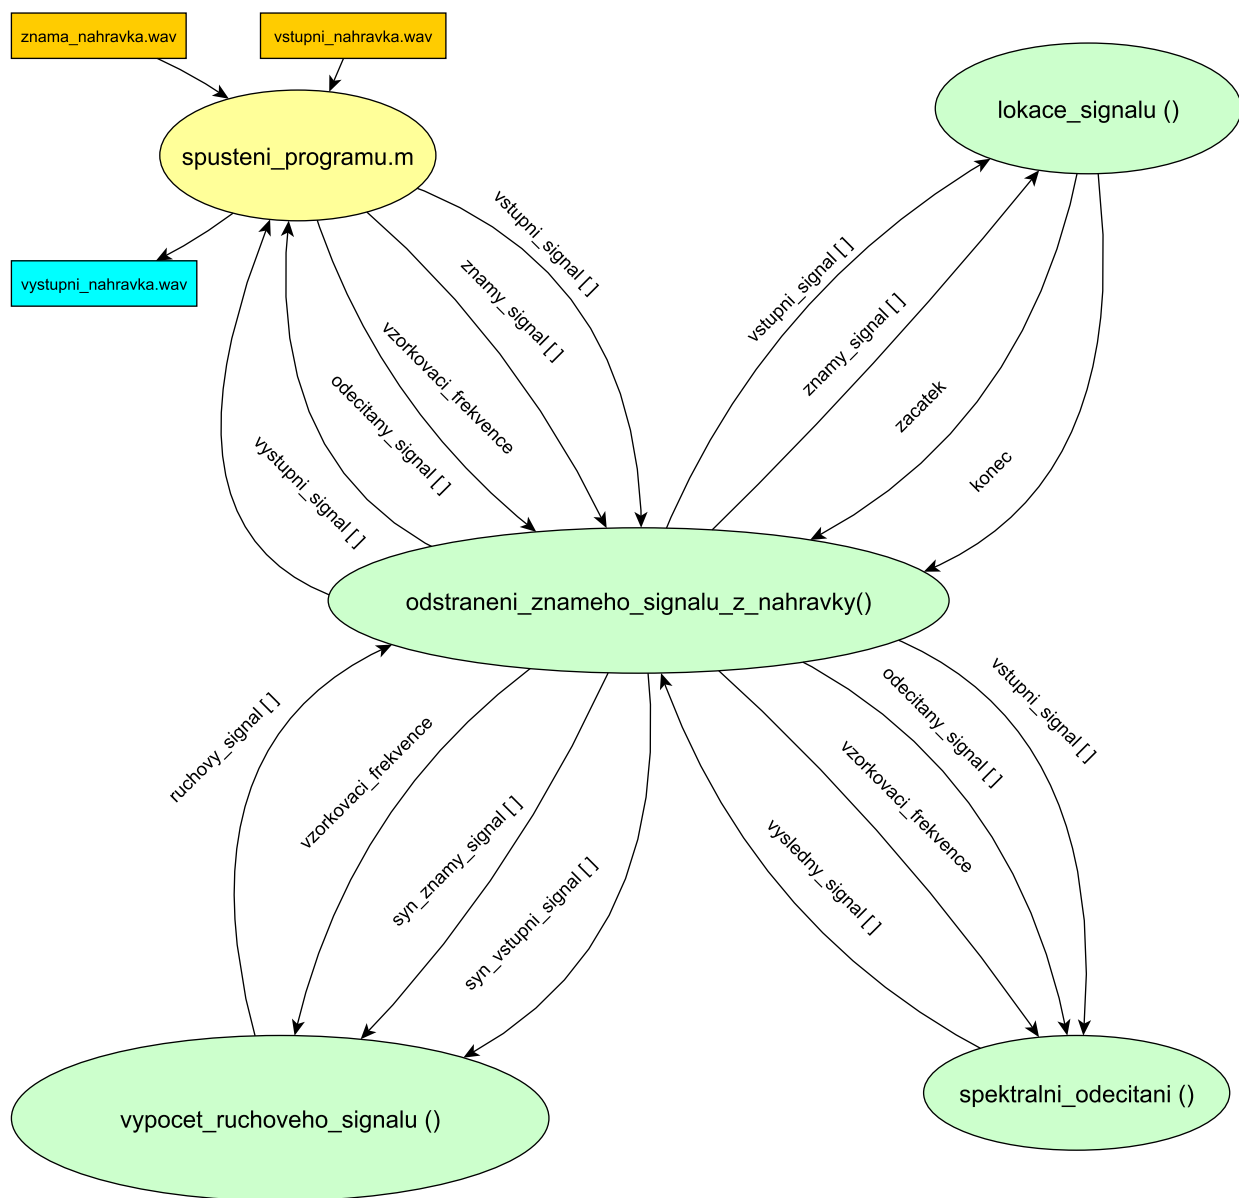 znama_nahravka.wav
vstupni_nahravka.wav
spusteni_programu.m
lokace_signalu ()
vystupni_nahravka.wav
vstupni_signal [ ]
znamy_signal [ ]
vzorkovaci_frekvence
odecitany_signal [ ]
vystupni_signal [ ]
vstupni_signal [ ]
znamy_signal [ ]
zacatek
konec
odstraneni_znameho_signalu_z_nahravky()
ruchovy_signal [ ]
vzorkovaci_frekvence
syn_znamy_signal [ ]
syn_vstupni_signal [ ]
vysledny_signal [ ]
vzorkovaci_frekvence
odecitany_signal [ ]
vstupni_signal [ ]
vypocet_ruchoveho_signalu ()
spektralni_odecitani ()